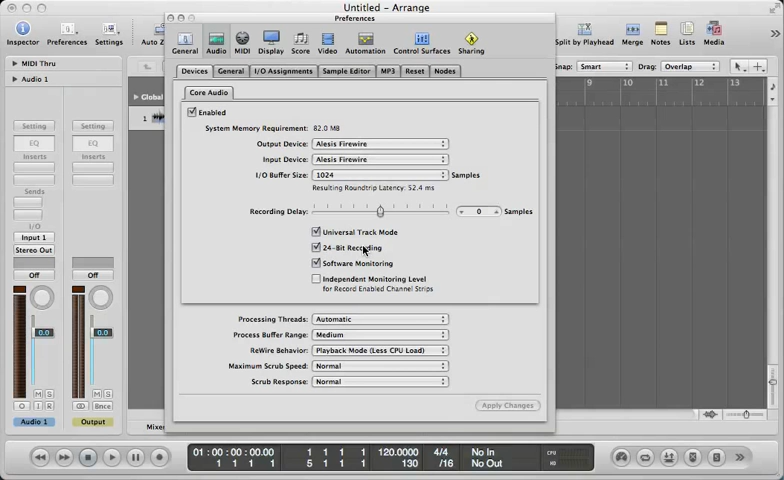 Untitled - Arrange
Preferences
Inspector
Preferences
Settings
Auto Z
General
Audio
MIDI
Display
Score
Video
Automation
Control Surfaces
Sharing
Split by Playhead
Merge
Notes
Lists
Media
MIDI Thru
Audio 1
Global
1
Devices
General
I/O Assignments
Sample Editor
MP3
Reset
Nodes
Snap: Smart
Drag: Overlap
9 10 11 12 13
Core Audio
Enabled
System Memory Requirement: 82.0 MB
Output Device: Alesis Firewire
Input Device: Alesis Firewire
I/O Buffer Size: 1024 Samples
Resulting Roundtrip Latency: 52.4 ms
Recording Delay: 0 Samples
Universal Track Mode
24-Bit Recording
Software Monitoring
Independent Monitoring Level
for Record Enabled Channel Strips
Processing Threads: Automatic
Process Buffer Range: Medium
ReWire Behavior: Playback Mode (Less CPU Load)
Maximum Scrub Speed: Normal
Scrub Response: Normal
Apply Changes
Setting Setting
EQ EQ
Inserts Inserts
Sends
I/O
Input 1
Stereo Out Stereo Out
Off Off
0.0 0.0
M S M S
O I R Bnce
Audio 1 Output
Mixer
01:00:00:00.00
1 1 1 1
1 1 1 1
5 1 1 1
120.0000
130
4/4
/16
No In
No Out
CPU
HD